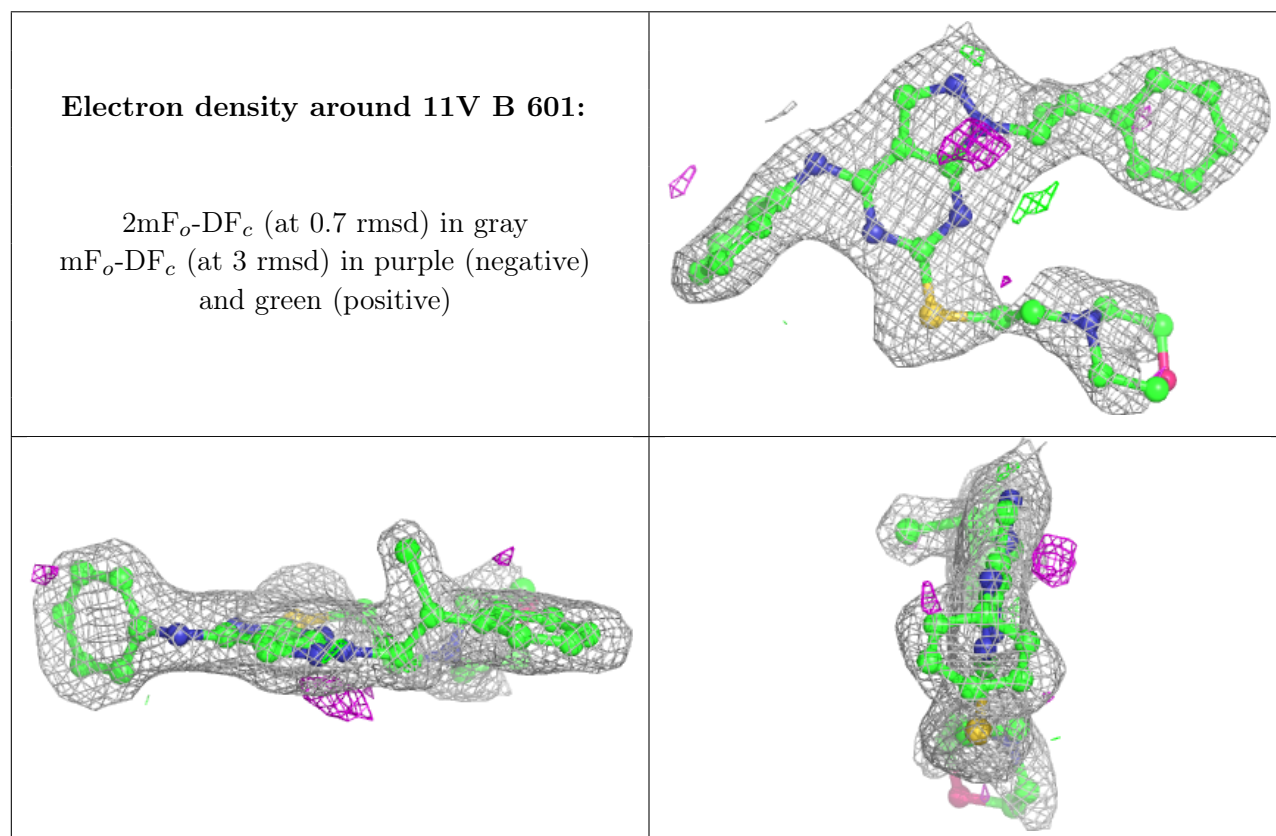 Electron density around 11V B 601:
2mFo-DFc (at 0.7 rmsd) in gray
mFo-DFc (at 3 rmsd) in purple (negative)
and green (positive)